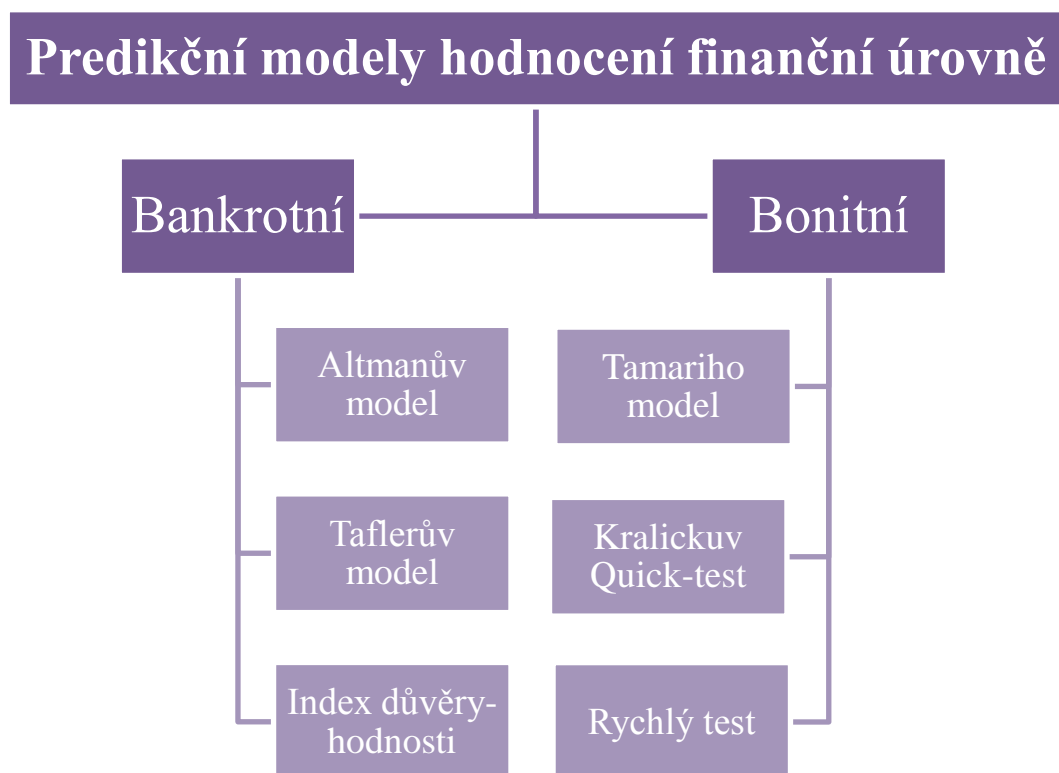 Predikční modely hodnocení finanční úrovně
Bankrotní
Bonitní
Altmanův
model
Taflerův
model
Index důvěry-
hodnosti
Tamariho
model
Kralickuv
Quick-test
Rychlý test